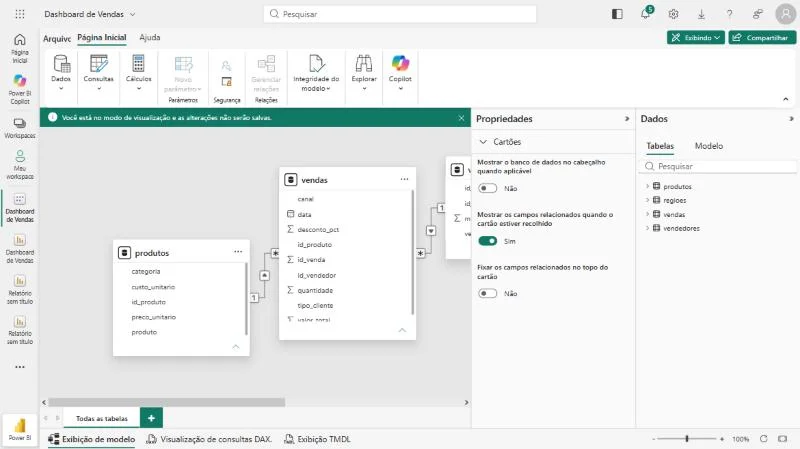 Dashboard de Vendas
Pesquisar
5
Arquivo
Página Inicial
Ajuda
Exibindo
Compartilhar
Dados
Consultas
Cálculos
Novo
parâmetro
Parâmetros
Segurança
Gerenciar
relações
Relações
Integridade do
modelo
Explorar
Copilot
Página
Inicial
Power BI
Copilot
Workspaces
Meu
workspace
Dashboard
de Vendas
Dashboard
de Vendas
Relatório
sem título
Relatório
sem título
Power BI
Você está no modo de visualização e as alterações não serão salvas.
produtos
categoria
custo_unitario
id_produto
preco_unitario
produto
1
*
vendas
canal
data
desconto_pct
id_produto
id_venda
id_vendedor
quantidade
tipo_cliente
valor_total
*
1
Propriedades
Cartões
Mostrar o banco de dados no cabeçalho
quando aplicável
Não
Mostrar os campos relacionados quando o
cartão estiver recolhido
Sim
Fixar os campos relacionados no topo do
cartão
Não
Dados
Tabelas
Modelo
Pesquisar
produtos
regioes
vendas
vendedores
Todas as tabelas
Exibição de modelo
DAX
Visualização de consultas DAX.
TMDL
Exibição TMDL
100%